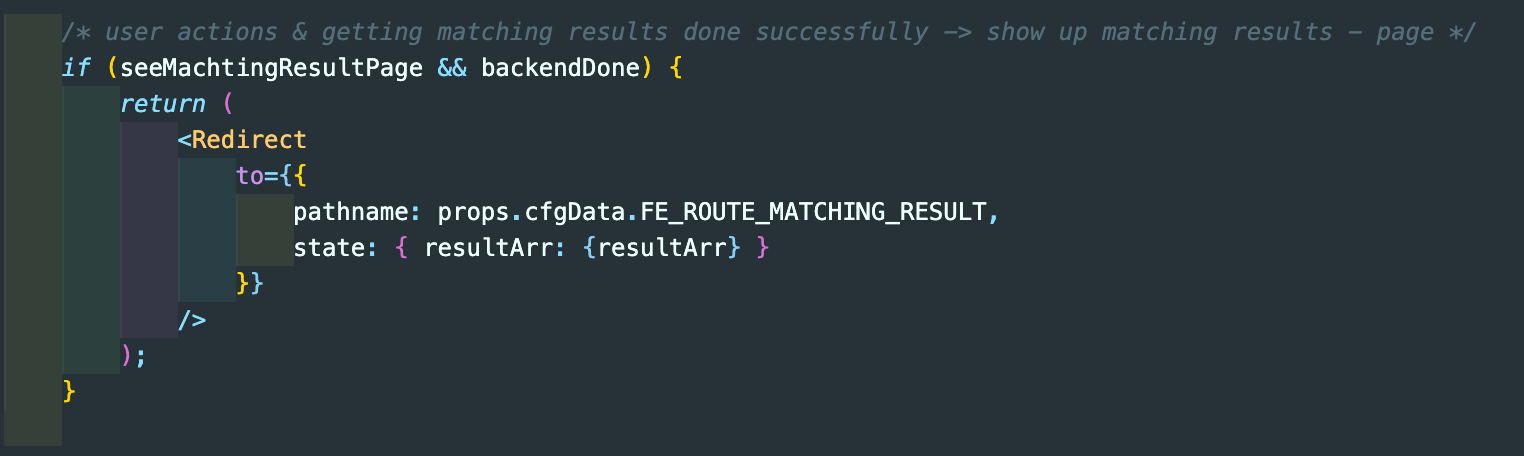 /* user actions & getting matching results done successfully -> show up matching results - page */
if (seeMachtingResultPage && backendDone) {
return (
<Redirect
to={{
pathname: props.cfgData.FE_ROUTE_MATCHING_RESULT,
state: { resultArr: {resultArr} }
}}
/>
);
}